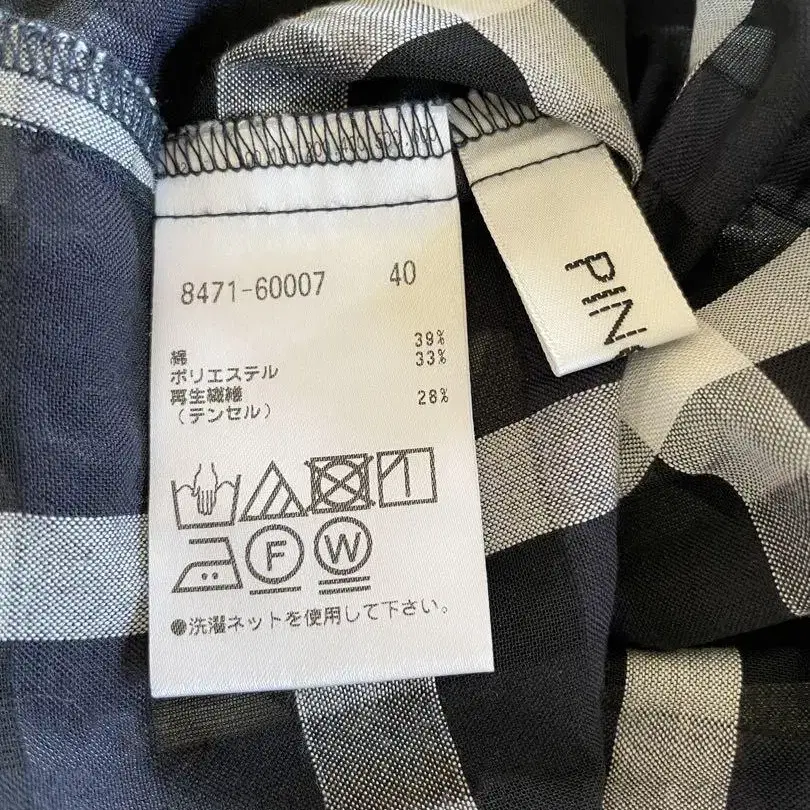 8471-60007 40
39%
綿 33%
ポリエステル
再生繊維 28%
(テンセル)
F W
●洗濯ネットを使用して下さい。
PIN